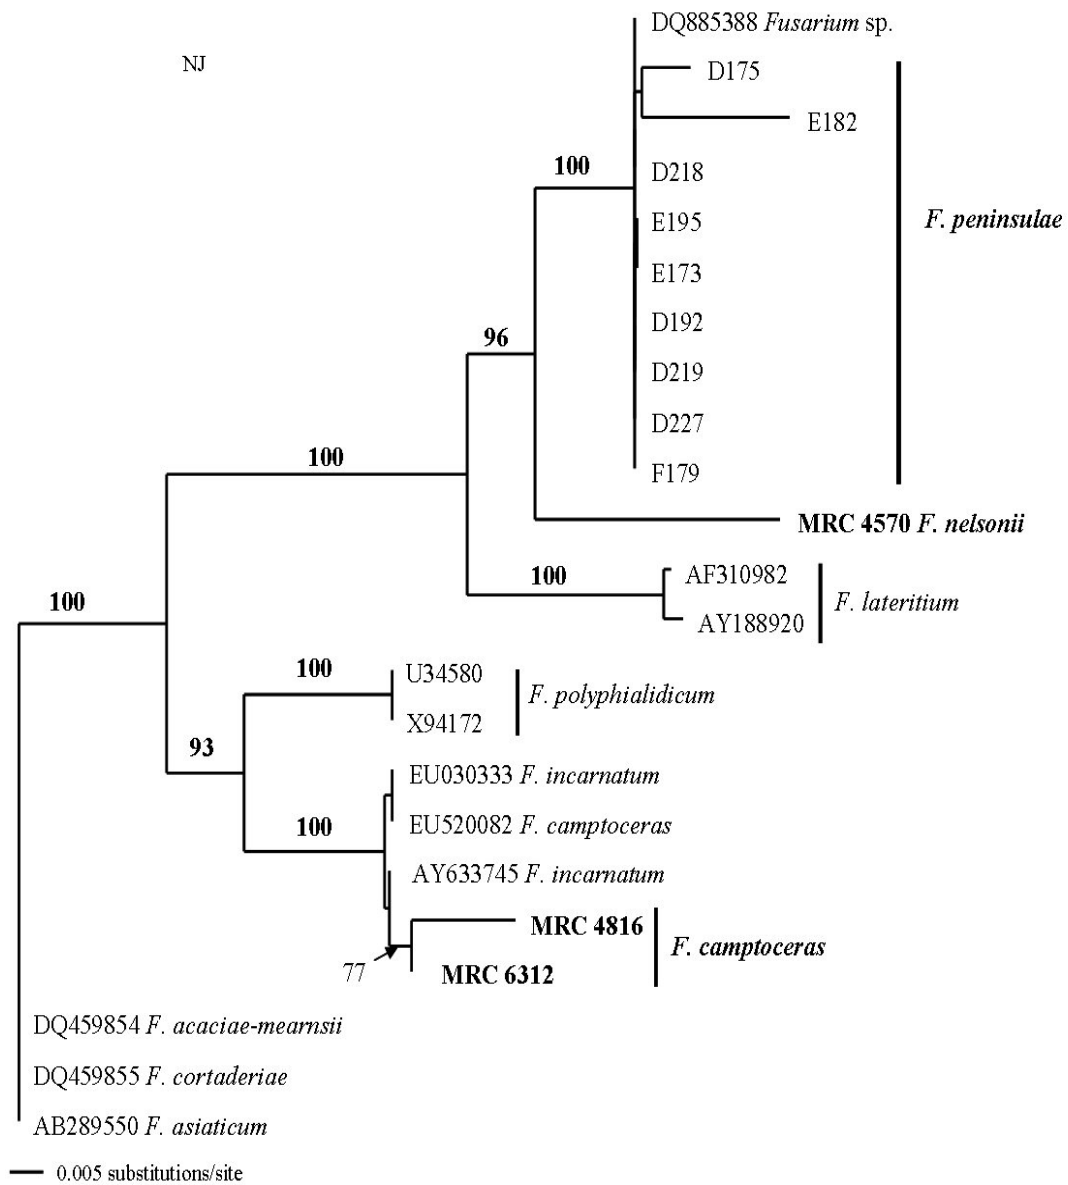 DQ885388 Fusarium sp.
NJ
D175
E182
100
D218
E195
F. peninsulae
E173
D192
96
D219
D227
100
F179
MRC 4570 F. nelsonii
100
AF310982
F. lateritium
100
AY188920
100
U34580
F. polyphialidicum
X94172
93
EU030333 F. incarnatum
100
EU520082 F. camptoceras
AY633745 F. incarnatum
MRC 4816
F. camptoceras
77
MRC 6312
DQ459854 F. acaciae-mearnsii
DQ459855 F. cortaderiae
AB289550 F. asiaticum
0.005 substitutions/site